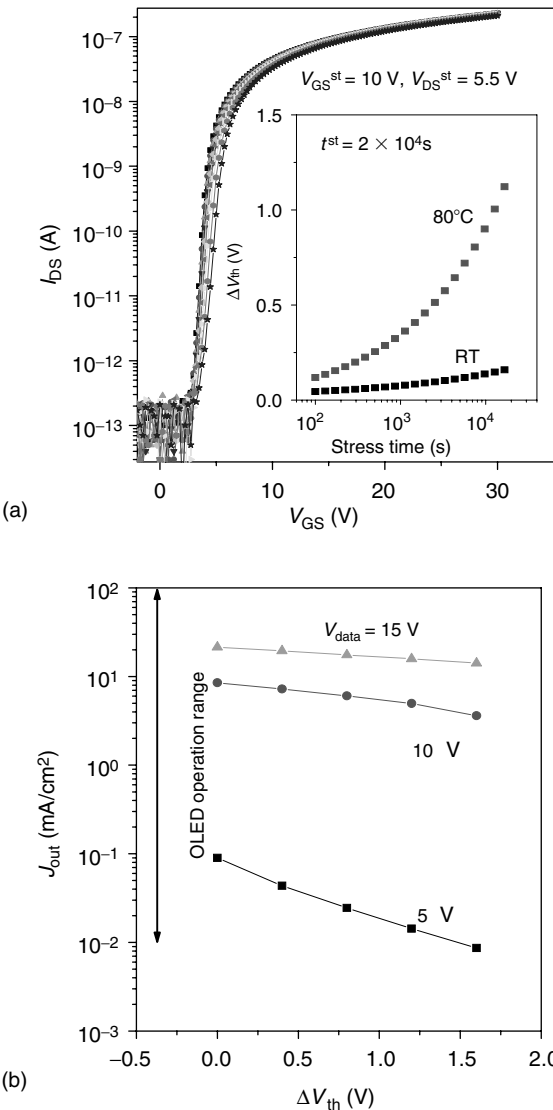 10⁻⁷
10⁻⁸
10⁻⁹
10⁻¹⁰
10⁻¹¹
10⁻¹²
10⁻¹³
I_DS (A)
V_GS^st = 10 V, V_DS^st = 5.5 V
1.5
1.0
0.5
0.0
ΔV_th (V)
t^st = 2 × 10⁴s
80°C
RT
10² 10³ 10⁴
Stress time (s)
0 10 20 30
V_GS (V)
(a)
10²
10¹
10⁰
10⁻¹
10⁻²
10⁻³
J_out (mA/cm²)
OLED operation range
V_data = 15 V
10 V
5 V
−0.5 0.0 0.5 1.0 1.5 2.0
ΔV_th (V)
(b)